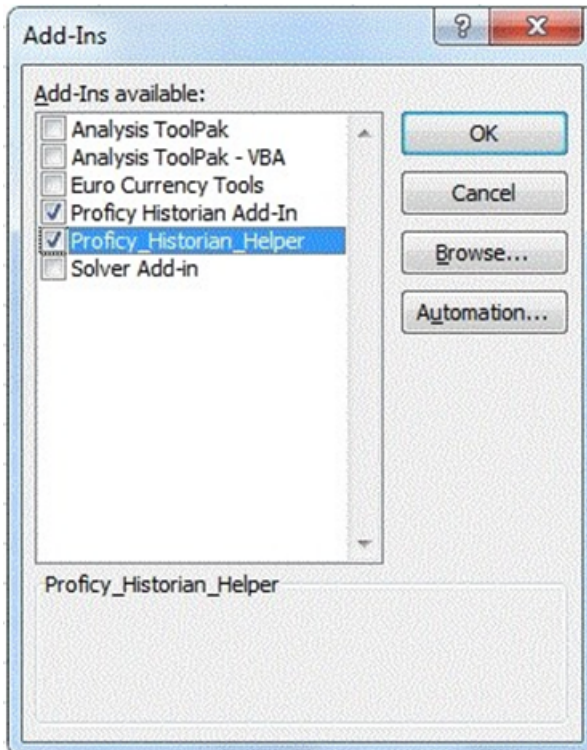 Add-Ins
Add-Ins available:
Analysis ToolPak
Analysis ToolPak - VBA
Euro Currency Tools
Proficy Historian Add-In
Proficy_Historian_Helper
Solver Add-in
OK
Cancel
Browse...
Automation...
Proficy_Historian_Helper